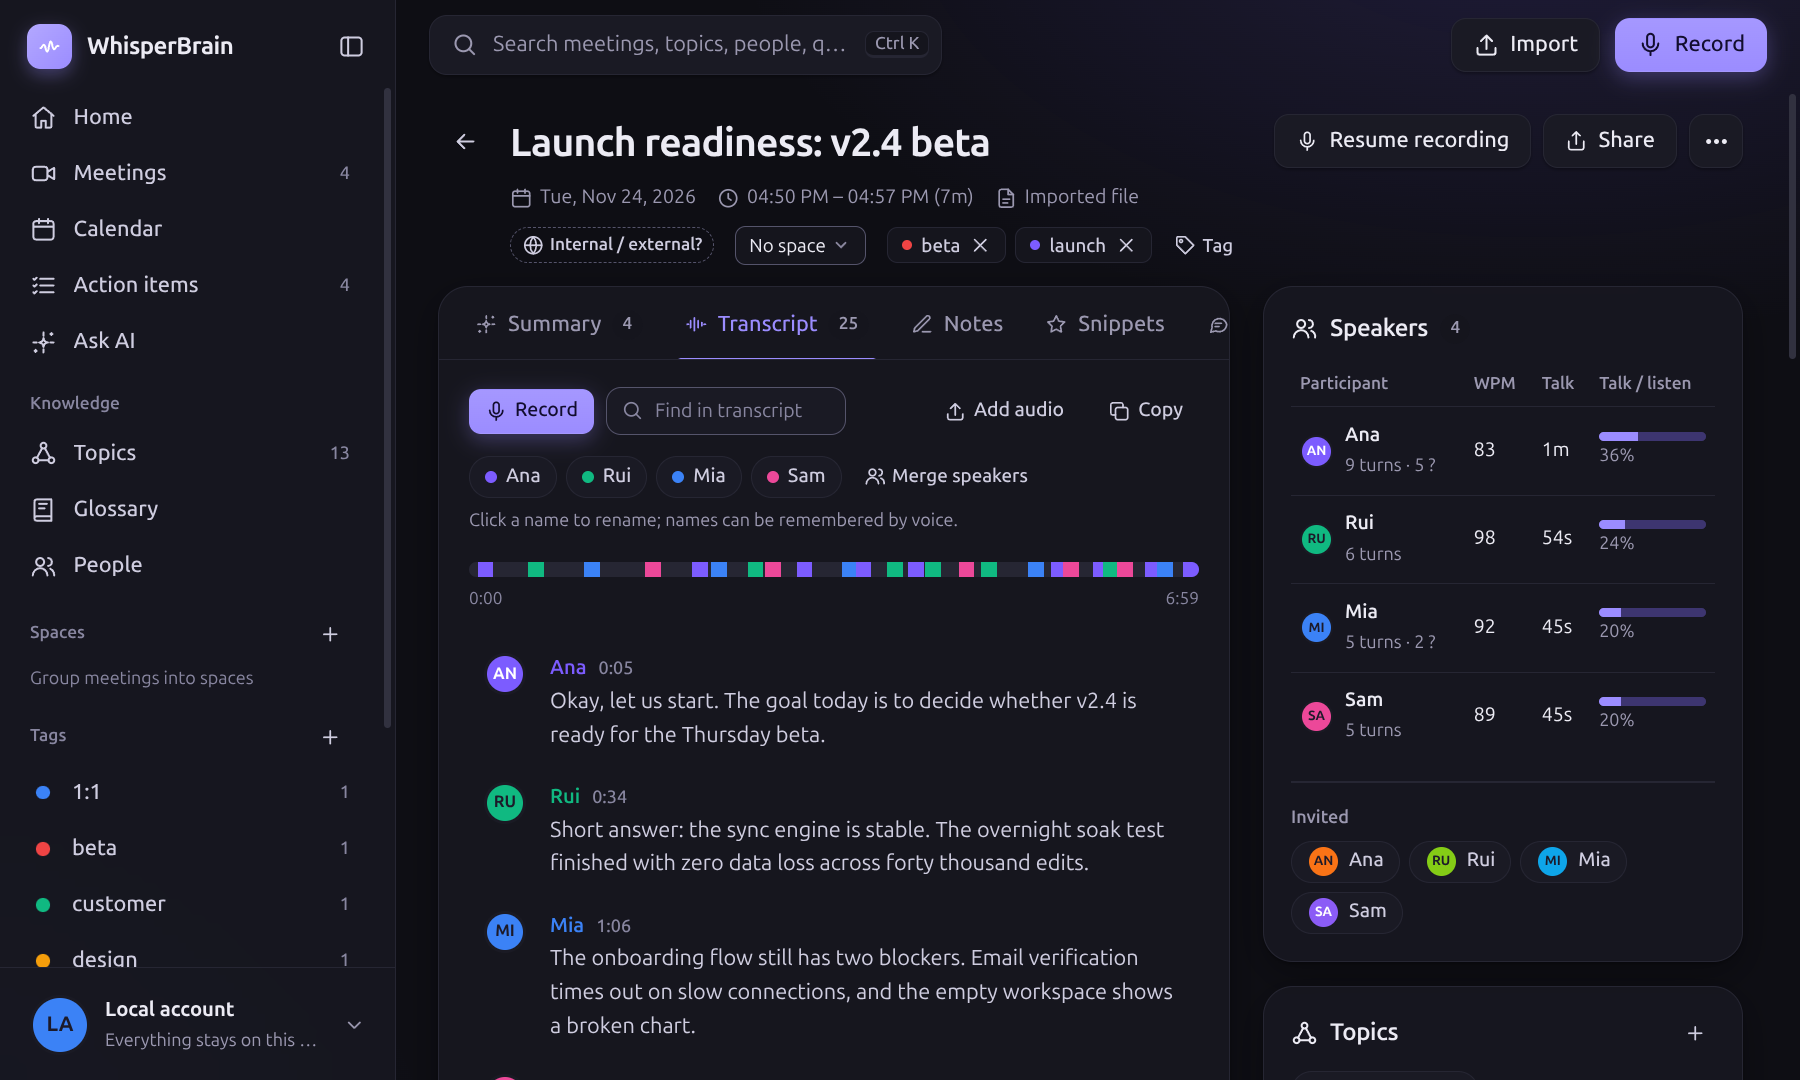 WhisperBrain
Search meetings, topics, people, q…
Ctrl K
Import
Record
Home
Meetings 4
Calendar
Action items 4
Ask AI
Knowledge
Topics 13
Glossary
People
Spaces
Group meetings into spaces
Tags
1:1 1
beta 1
customer 1
design 1
LA
Local account
Everything stays on this …
Launch readiness: v2.4 beta
Resume recording
Share
Tue, Nov 24, 2026
04:50 PM – 04:57 PM (7m)
Imported file
Internal / external?
No space
beta
launch
Tag
Summary 4
Transcript 25
Notes
Snippets
Record
Find in transcript
Add audio
Copy
Ana
Rui
Mia
Sam
Merge speakers
Click a name to rename; names can be remembered by voice.
0:00
6:59
AN
Ana 0:05
Okay, let us start. The goal today is to decide whether v2.4 is
ready for the Thursday beta.
RU
Rui 0:34
Short answer: the sync engine is stable. The overnight soak test
finished with zero data loss across forty thousand edits.
MI
Mia 1:06
The onboarding flow still has two blockers. Email verification
times out on slow connections, and the empty workspace shows
a broken chart.
Speakers 4
Participant WPM Talk Talk / listen
AN
Ana
9 turns · 5 ?
83 1m 36%
RU
Rui
6 turns
98 54s 24%
MI
Mia
5 turns · 2 ?
92 45s 20%
SA
Sam
5 turns
89 45s 20%
Invited
AN Ana
RU Rui
MI Mia
SA Sam
Topics